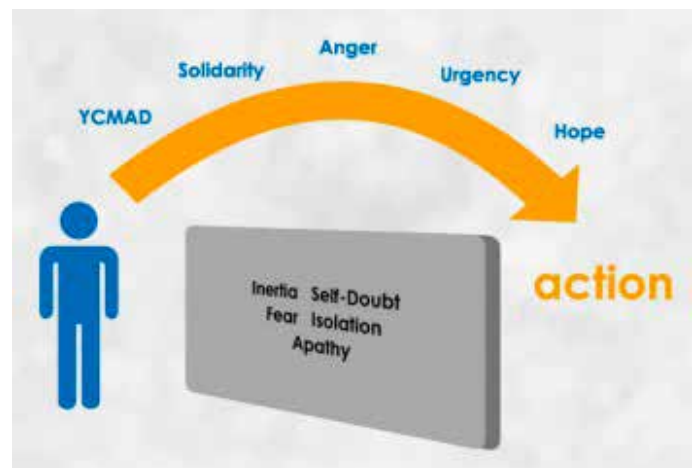 Anger
Solidarity
Urgency
YCMAD
Hope
action
Inertia Self-Doubt
Fear Isolation
Apathy